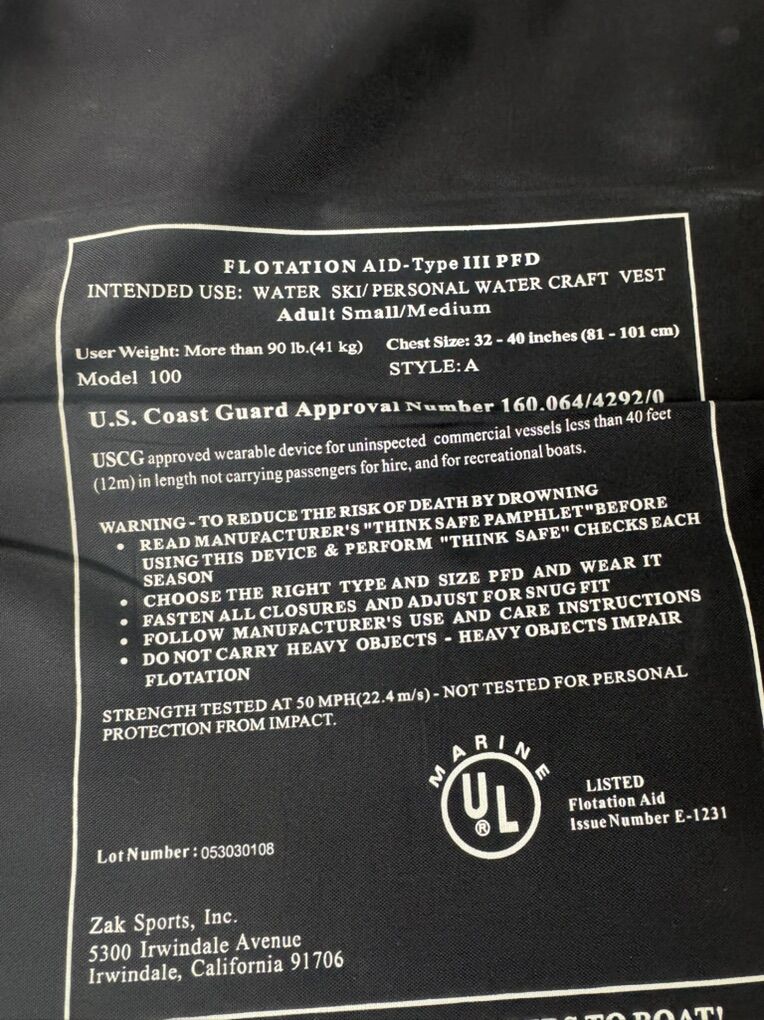 FLOTATION AID-Type III PFD
INTENDED USE: WATER SKI/ PERSONAL WATER CRAFT VEST
Adult Small/Medium
User Weight: More than 90 lb.(41 kg) Chest Size: 32 - 40 inches (81 - 101 cm)
Model 100 STYLE: A
U.S. Coast Guard Approval Number 160.064/4292/0
USCG approved wearable device for uninspected commercial vessels less than 40 feet
(12m) in length not carrying passengers for hire, and for recreational boats.
WARNING - TO REDUCE THE RISK OF DEATH BY DROWNING
• READ MANUFACTURER'S "THINK SAFE PAMPHLET" BEFORE
USING THIS DEVICE & PERFORM "THINK SAFE" CHECKS EACH
SEASON
• CHOOSE THE RIGHT TYPE AND SIZE PFD AND WEAR IT
• FASTEN ALL CLOSURES AND ADJUST FOR SNUG FIT
• FOLLOW MANUFACTURER'S USE AND CARE INSTRUCTIONS
• DO NOT CARRY HEAVY OBJECTS - HEAVY OBJECTS IMPAIR
FLOTATION
STRENGTH TESTED AT 50 MPH(22.4 m/s) - NOT TESTED FOR PERSONAL
PROTECTION FROM IMPACT.
MARINE
UL®
LISTED
Flotation Aid
Issue Number E-1231
Lot Number: 053030108
Zak Sports, Inc.
5300 Irwindale Avenue
Irwindale, California 91706
TO BOAT!